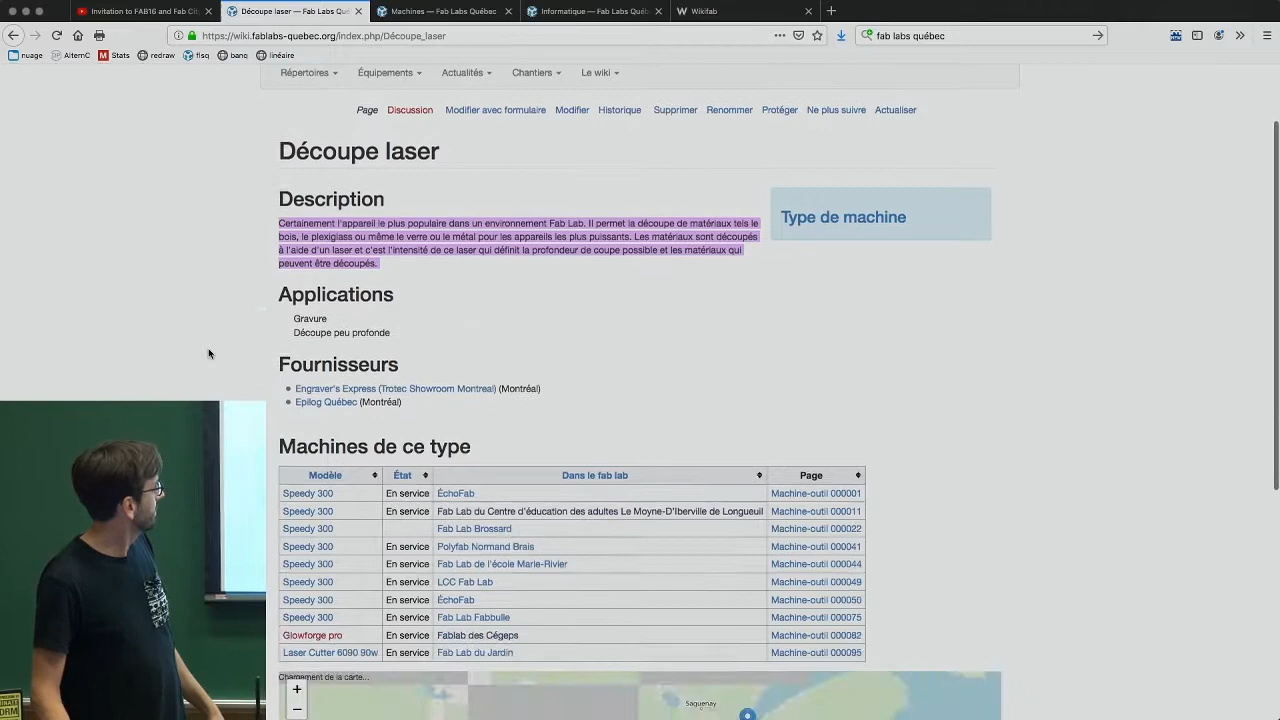 Invitation to FAB16 and Fab Cit
Découpe laser — Fab Labs Qué
Machines — Fab Labs Québec
Informatique — Fab Labs Québ
Wikifab
https://wiki.fablabs-quebec.org/index.php/Découpe_laser
fab labs québec
nuage
AlternC
Stats
redraw
flsq
banq
linéaire
Répertoires
Équipements
Actualités
Chantiers
Le wiki
Page Discussion Modifier avec formulaire Modifier Historique Supprimer Renommer Protéger Ne plus suivre Actualiser
Découpe laser
Description
Certainement l'appareil le plus populaire dans un environnement Fab Lab. Il permet la découpe de matériaux tels le
bois, le plexiglass ou même le verre ou le métal pour les appareils les plus puissants. Les matériaux sont découpés
à l'aide d'un laser et c'est l'intensité de ce laser qui définit la profondeur de coupe possible et les matériaux qui
peuvent être découpés.
Type de machine
Applications
Gravure
Découpe peu profonde
Fournisseurs
Engraver's Express (Trotec Showroom Montreal) (Montréal)
Epilog Québec (Montréal)
Machines de ce type
Modèle État Dans le fab lab Page
Speedy 300 En service ÉchoFab Machine-outil 000001
Speedy 300 En service Fab Lab du Centre d'éducation des adultes Le Moyne-D'Iberville de Longueuil Machine-outil 000011
Speedy 300 Fab Lab Brossard Machine-outil 000022
Speedy 300 En service Polyfab Normand Brais Machine-outil 000041
Speedy 300 En service Fab Lab de l'école Marie-Rivier Machine-outil 000044
Speedy 300 En service LCC Fab Lab Machine-outil 000049
Speedy 300 En service ÉchoFab Machine-outil 000050
Speedy 300 En service Fab Lab Fabbulle Machine-outil 000075
Glowforge pro En service Fablab des Cégeps Machine-outil 000082
Laser Cutter 6090 90w En service Fab Lab du Jardin Machine-outil 000095
Chargement de la carte...
+
−
Saguenay